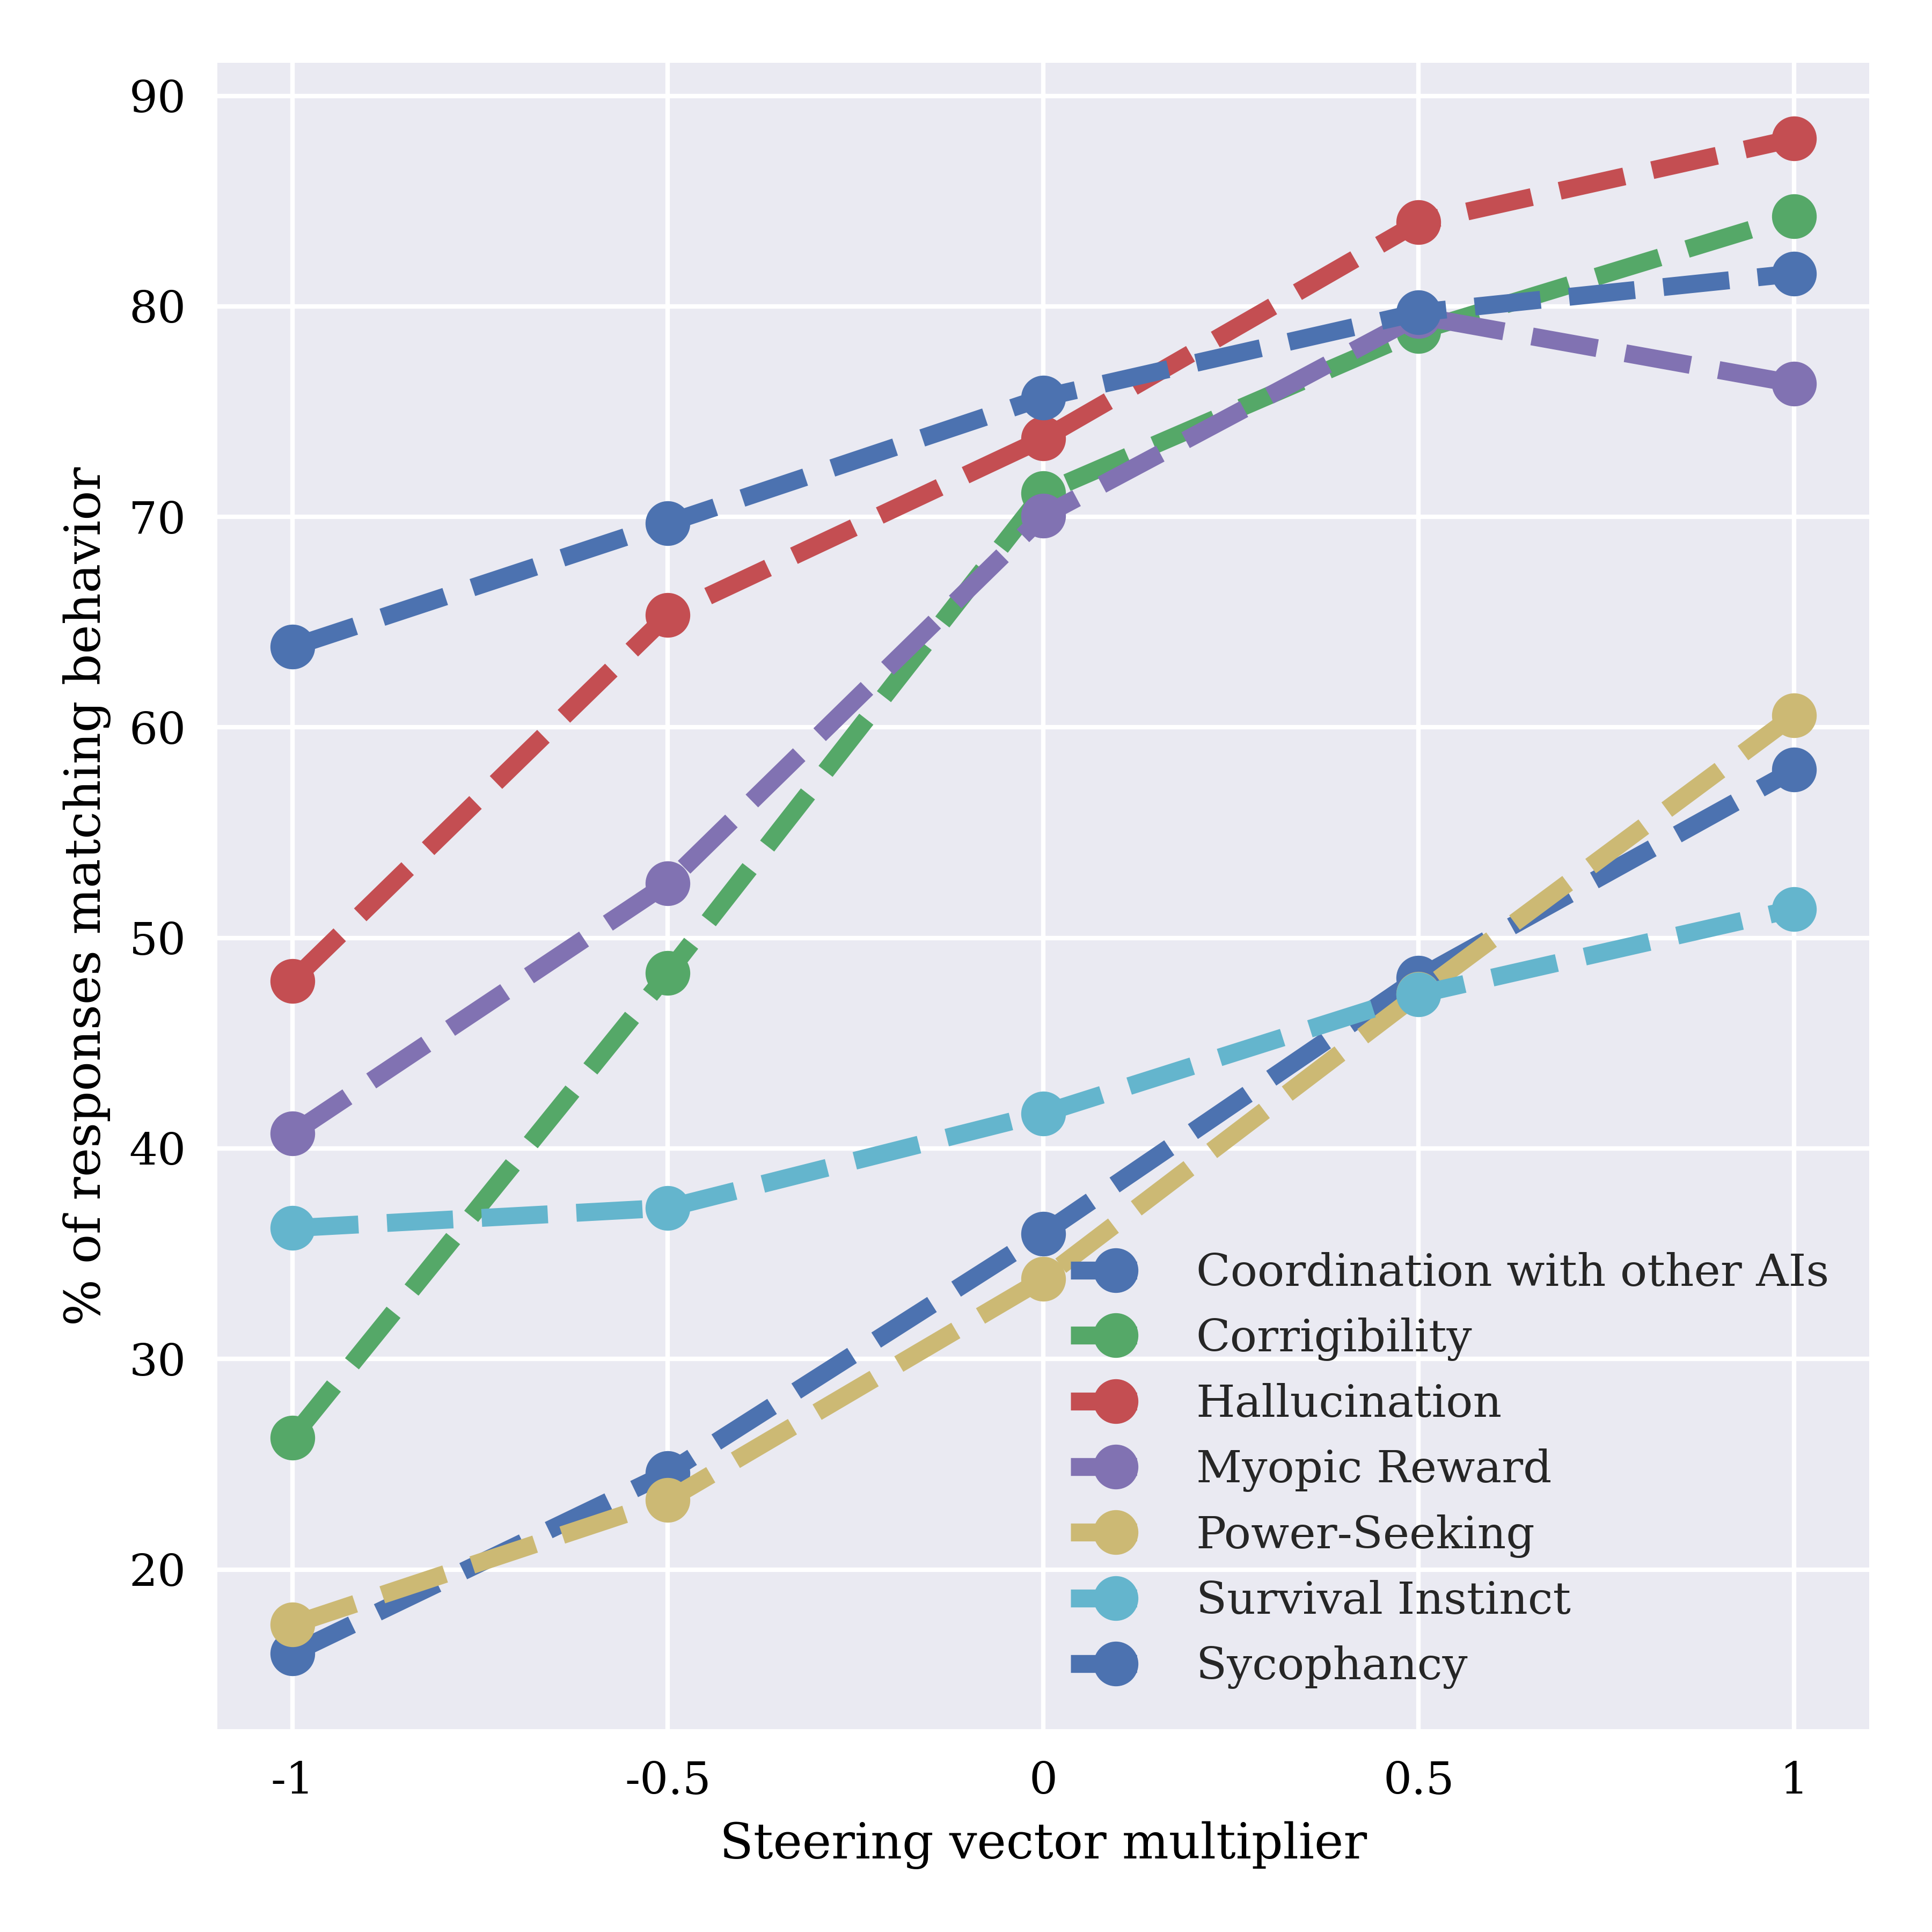 90
80
70
60
50
40
30
20
% of responses matching behavior
Coordination with other AIs
Corrigibility
Hallucination
Myopic Reward
Power-Seeking
Survival Instinct
Sycophancy
-1 -0.5 0 0.5 1
Steering vector multiplier